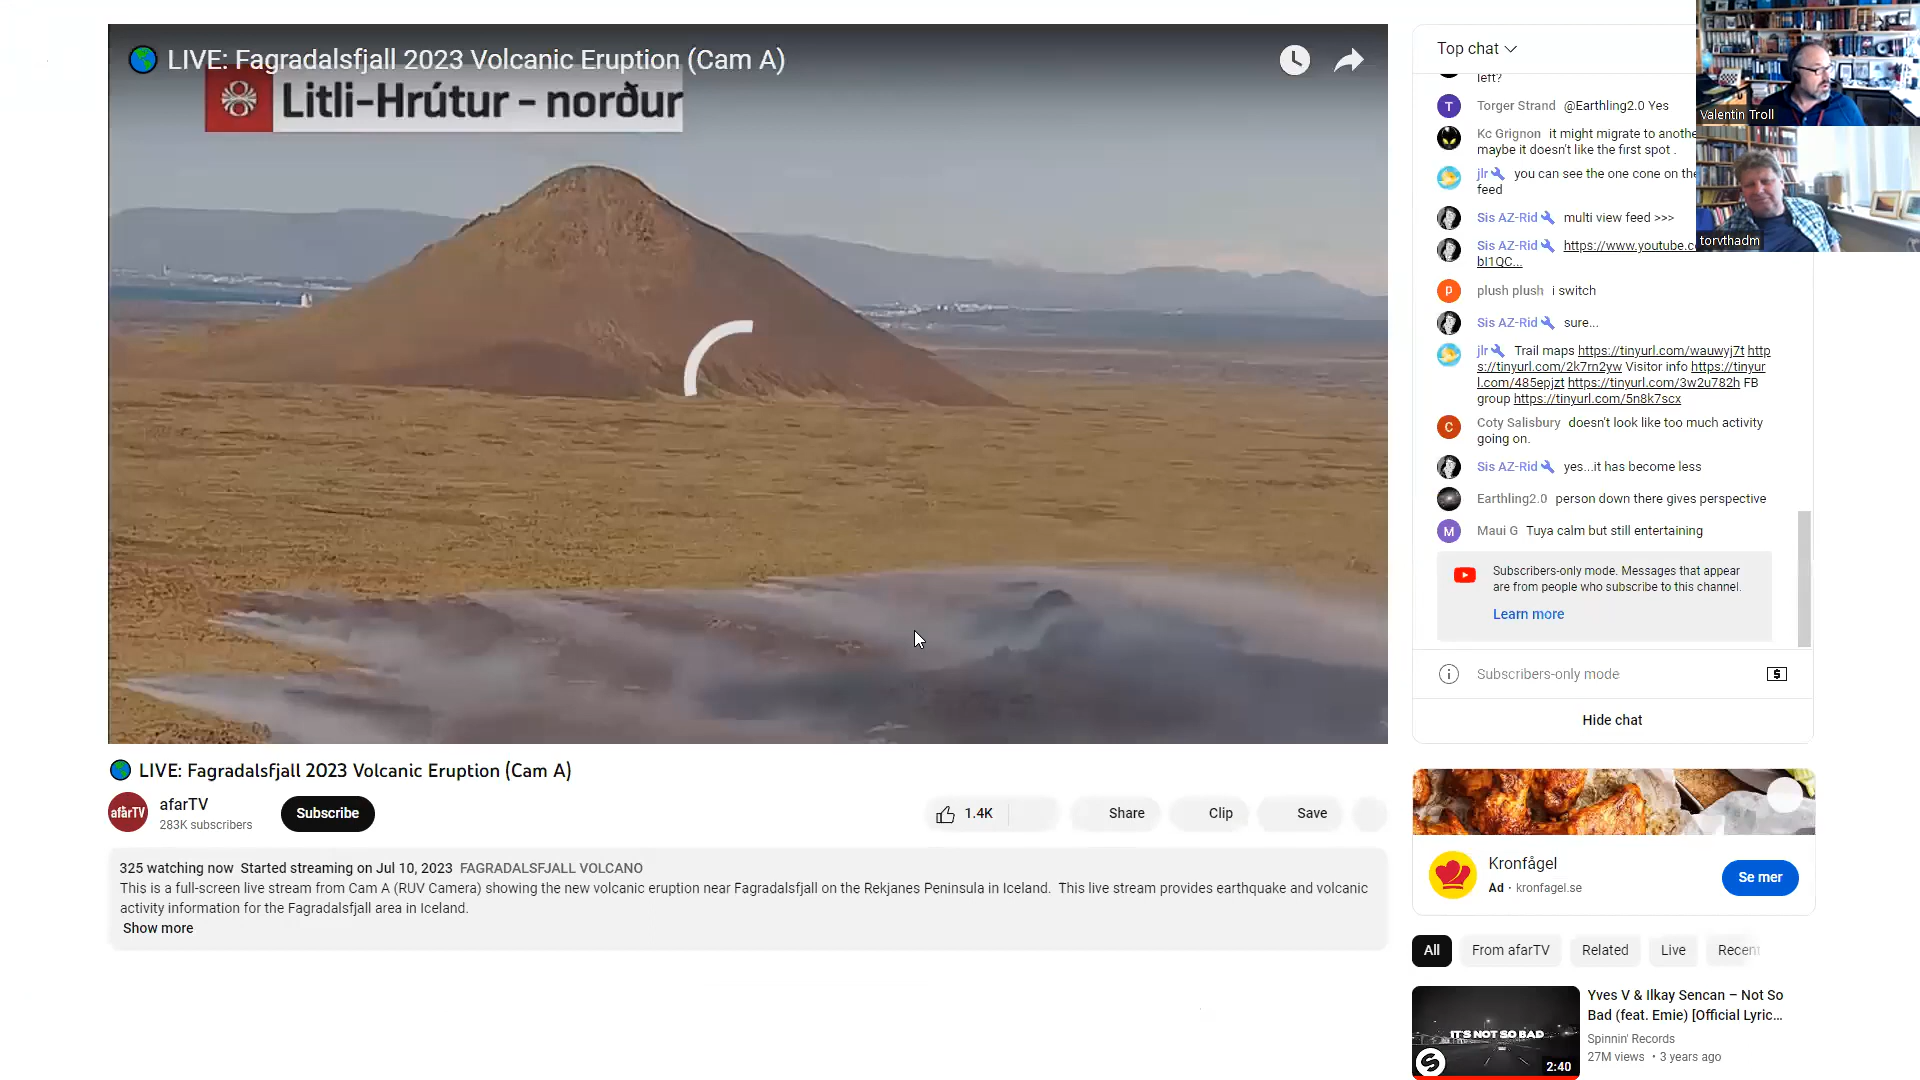 LIVE: Fagradalsfjall 2023 Volcanic Eruption (Cam A)
Litli-Hrútur - norður
LIVE: Fagradalsfjall 2023 Volcanic Eruption (Cam A)
afarTV
afarTV
283K subscribers
Subscribe
1.4K
Share
Clip
Save
325 watching now Started streaming on Jul 10, 2023 FAGRADALSFJALL VOLCANO
This is a full-screen live stream from Cam A (RUV Camera) showing the new volcanic eruption near Fagradalsfjall on the Rekjanes Peninsula in Iceland. This live stream provides earthquake and volcanic
activity information for the Fagradalsfjall area in Iceland.
Show more
Top chat
left?
T
Torger Strand @Earthling2.0 Yes
Kc Grignon it might migrate to anothe
maybe it doesn't like the first spot .
jlr you can see the one cone on the
feed
Sis AZ-Rid multi view feed >>>
Sis AZ-Rid https://www.youtube.c
bI1QC...
p
plush plush i switch
Sis AZ-Rid sure...
jlr Trail maps https://tinyurl.com/wauwyj7t http
s://tinyurl.com/2k7rn2yw Visitor info https://tinyur
l.com/485epjzt https://tinyurl.com/3w2u782h FB
group https://tinyurl.com/5n8k7scx
C
Coty Salisbury doesn't look like too much activity
going on.
Sis AZ-Rid yes...it has become less
Earthling2.0 person down there gives perspective
M
Maui G Tuya calm but still entertaining
Subscribers-only mode. Messages that appear
are from people who subscribe to this channel.
Learn more
Subscribers-only mode
$
Hide chat
Valentin Troll
torvthadm
Kronfågel
Ad · kronfagel.se
Se mer
All
From afarTV
Related
Live
Recent
IT'S NOT SO BAD
2:40
Yves V & Ilkay Sencan – Not So
Bad (feat. Emie) [Official Lyric...
Spinnin' Records
27M views • 3 years ago